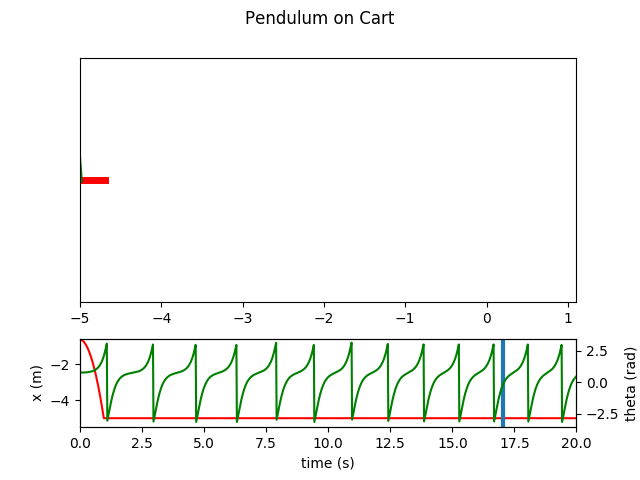 Pendulum on Cart
−5 −4 −3 −2 −1 0 1
x (m)
−2
−4
2.5
0.0
−2.5
theta (rad)
0.0 2.5 5.0 7.5 10.0 12.5 15.0 17.5 20.0
time (s)